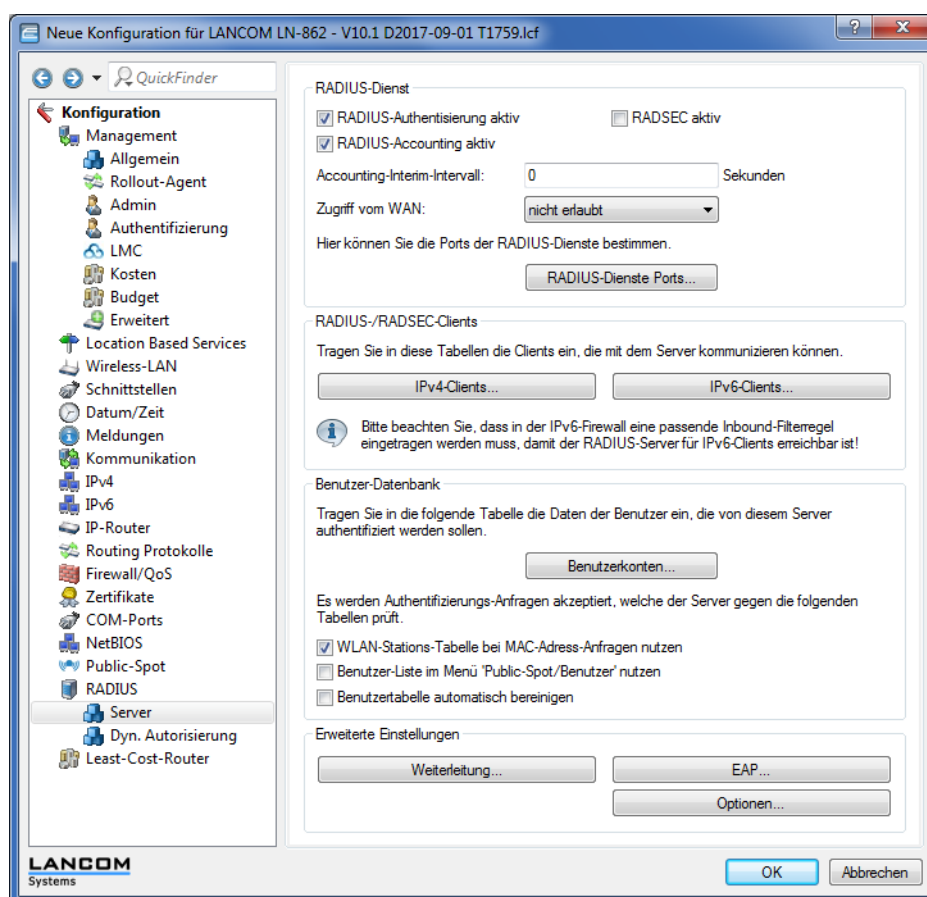 Neue Konfiguration für LANCOM LN-862 - V10.1 D2017-09-01 T1759.lcf
QuickFinder
Konfiguration
Management
Allgemein
Rollout-Agent
Admin
Authentifizierung
LMC
Kosten
Budget
Erweitert
Location Based Services
Wireless-LAN
Schnittstellen
Datum/Zeit
Meldungen
Kommunikation
IPv4
IPv6
IP-Router
Routing Protokolle
Firewall/QoS
Zertifikate
COM-Ports
NetBIOS
Public-Spot
RADIUS
Server
Dyn. Autorisierung
Least-Cost-Router
RADIUS-Dienst
RADIUS-Authentisierung aktiv
RADSEC aktiv
RADIUS-Accounting aktiv
Accounting-Interim-Intervall: 0 Sekunden
Zugriff vom WAN: nicht erlaubt
Hier können Sie die Ports der RADIUS-Dienste bestimmen.
RADIUS-Dienste Ports...
RADIUS-/RADSEC-Clients
Tragen Sie in diese Tabellen die Clients ein, die mit dem Server kommunizieren können.
IPv4-Clients...
IPv6-Clients...
Bitte beachten Sie, dass in der IPv6-Firewall eine passende Inbound-Filterregel
eingetragen werden muss, damit der RADIUS-Server für IPv6-Clients erreichbar ist!
Benutzer-Datenbank
Tragen Sie in die folgende Tabelle die Daten der Benutzer ein, die von diesem Server
authentifiziert werden sollen.
Benutzerkonten...
Es werden Authentifizierungs-Anfragen akzeptiert, welche der Server gegen die folgenden
Tabellen prüft.
WLAN-Stations-Tabelle bei MAC-Adress-Anfragen nutzen
Benutzer-Liste im Menü 'Public-Spot/Benutzer' nutzen
Benutzertabelle automatisch bereinigen
Erweiterte Einstellungen
Weiterleitung...
EAP...
Optionen...
LANCOM
Systems
OK
Abbrechen